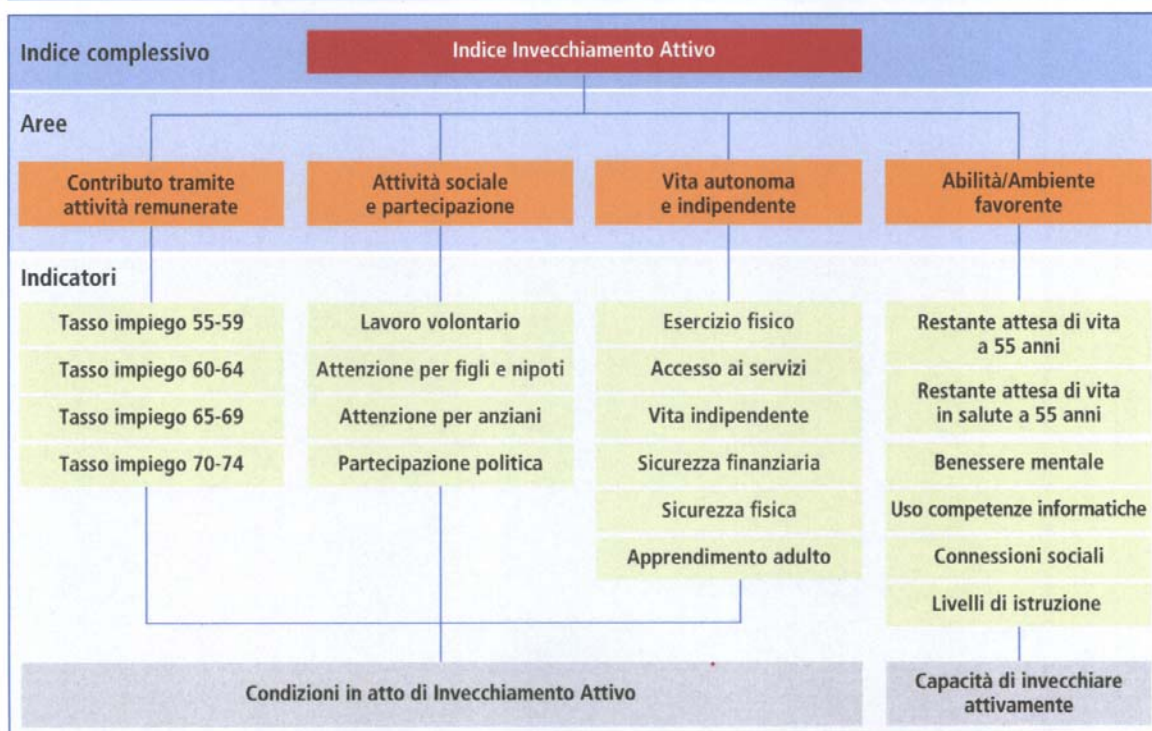 Indice complessivo
Indice Invecchiamento Attivo
Aree
Contributo tramite
attività remunerate
Attività sociale
e partecipazione
Vita autonoma
e indipendente
Abilità/Ambiente
favorente
Indicatori
Tasso impiego 55-59
Tasso impiego 60-64
Tasso impiego 65-69
Tasso impiego 70-74
Lavoro volontario
Attenzione per figli e nipoti
Attenzione per anziani
Partecipazione politica
Esercizio fisico
Accesso ai servizi
Vita indipendente
Sicurezza finanziaria
Sicurezza fisica
Apprendimento adulto
Restante attesa di vita
a 55 anni
Restante attesa di vita
in salute a 55 anni
Benessere mentale
Uso competenze informatiche
Connessioni sociali
Livelli di istruzione
Condizioni in atto di Invecchiamento Attivo
Capacità di invecchiare
attivamente